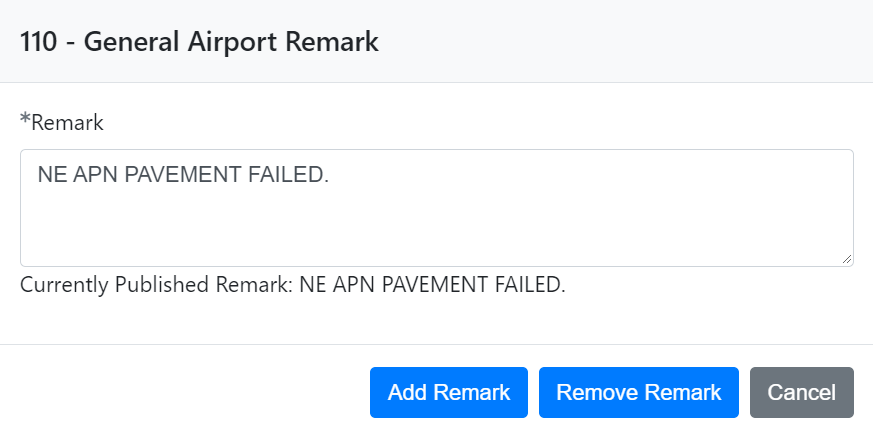 110 - General Airport Remark
*Remark
NE APN PAVEMENT FAILED.
Currently Published Remark: NE APN PAVEMENT FAILED.
Add Remark Remove Remark Cancel